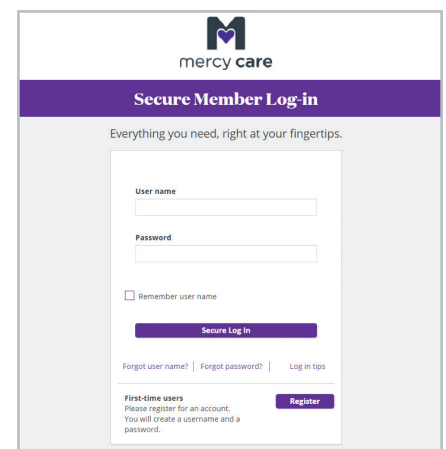 mercy care
Secure Member Log-in
Everything you need, right at your fingertips.
User name
Password
Remember user name
Secure Log In
Forgot user name? | Forgot password? | Log in tips
First-time users
Register
Please register for an account.
You will create a username and a
password.